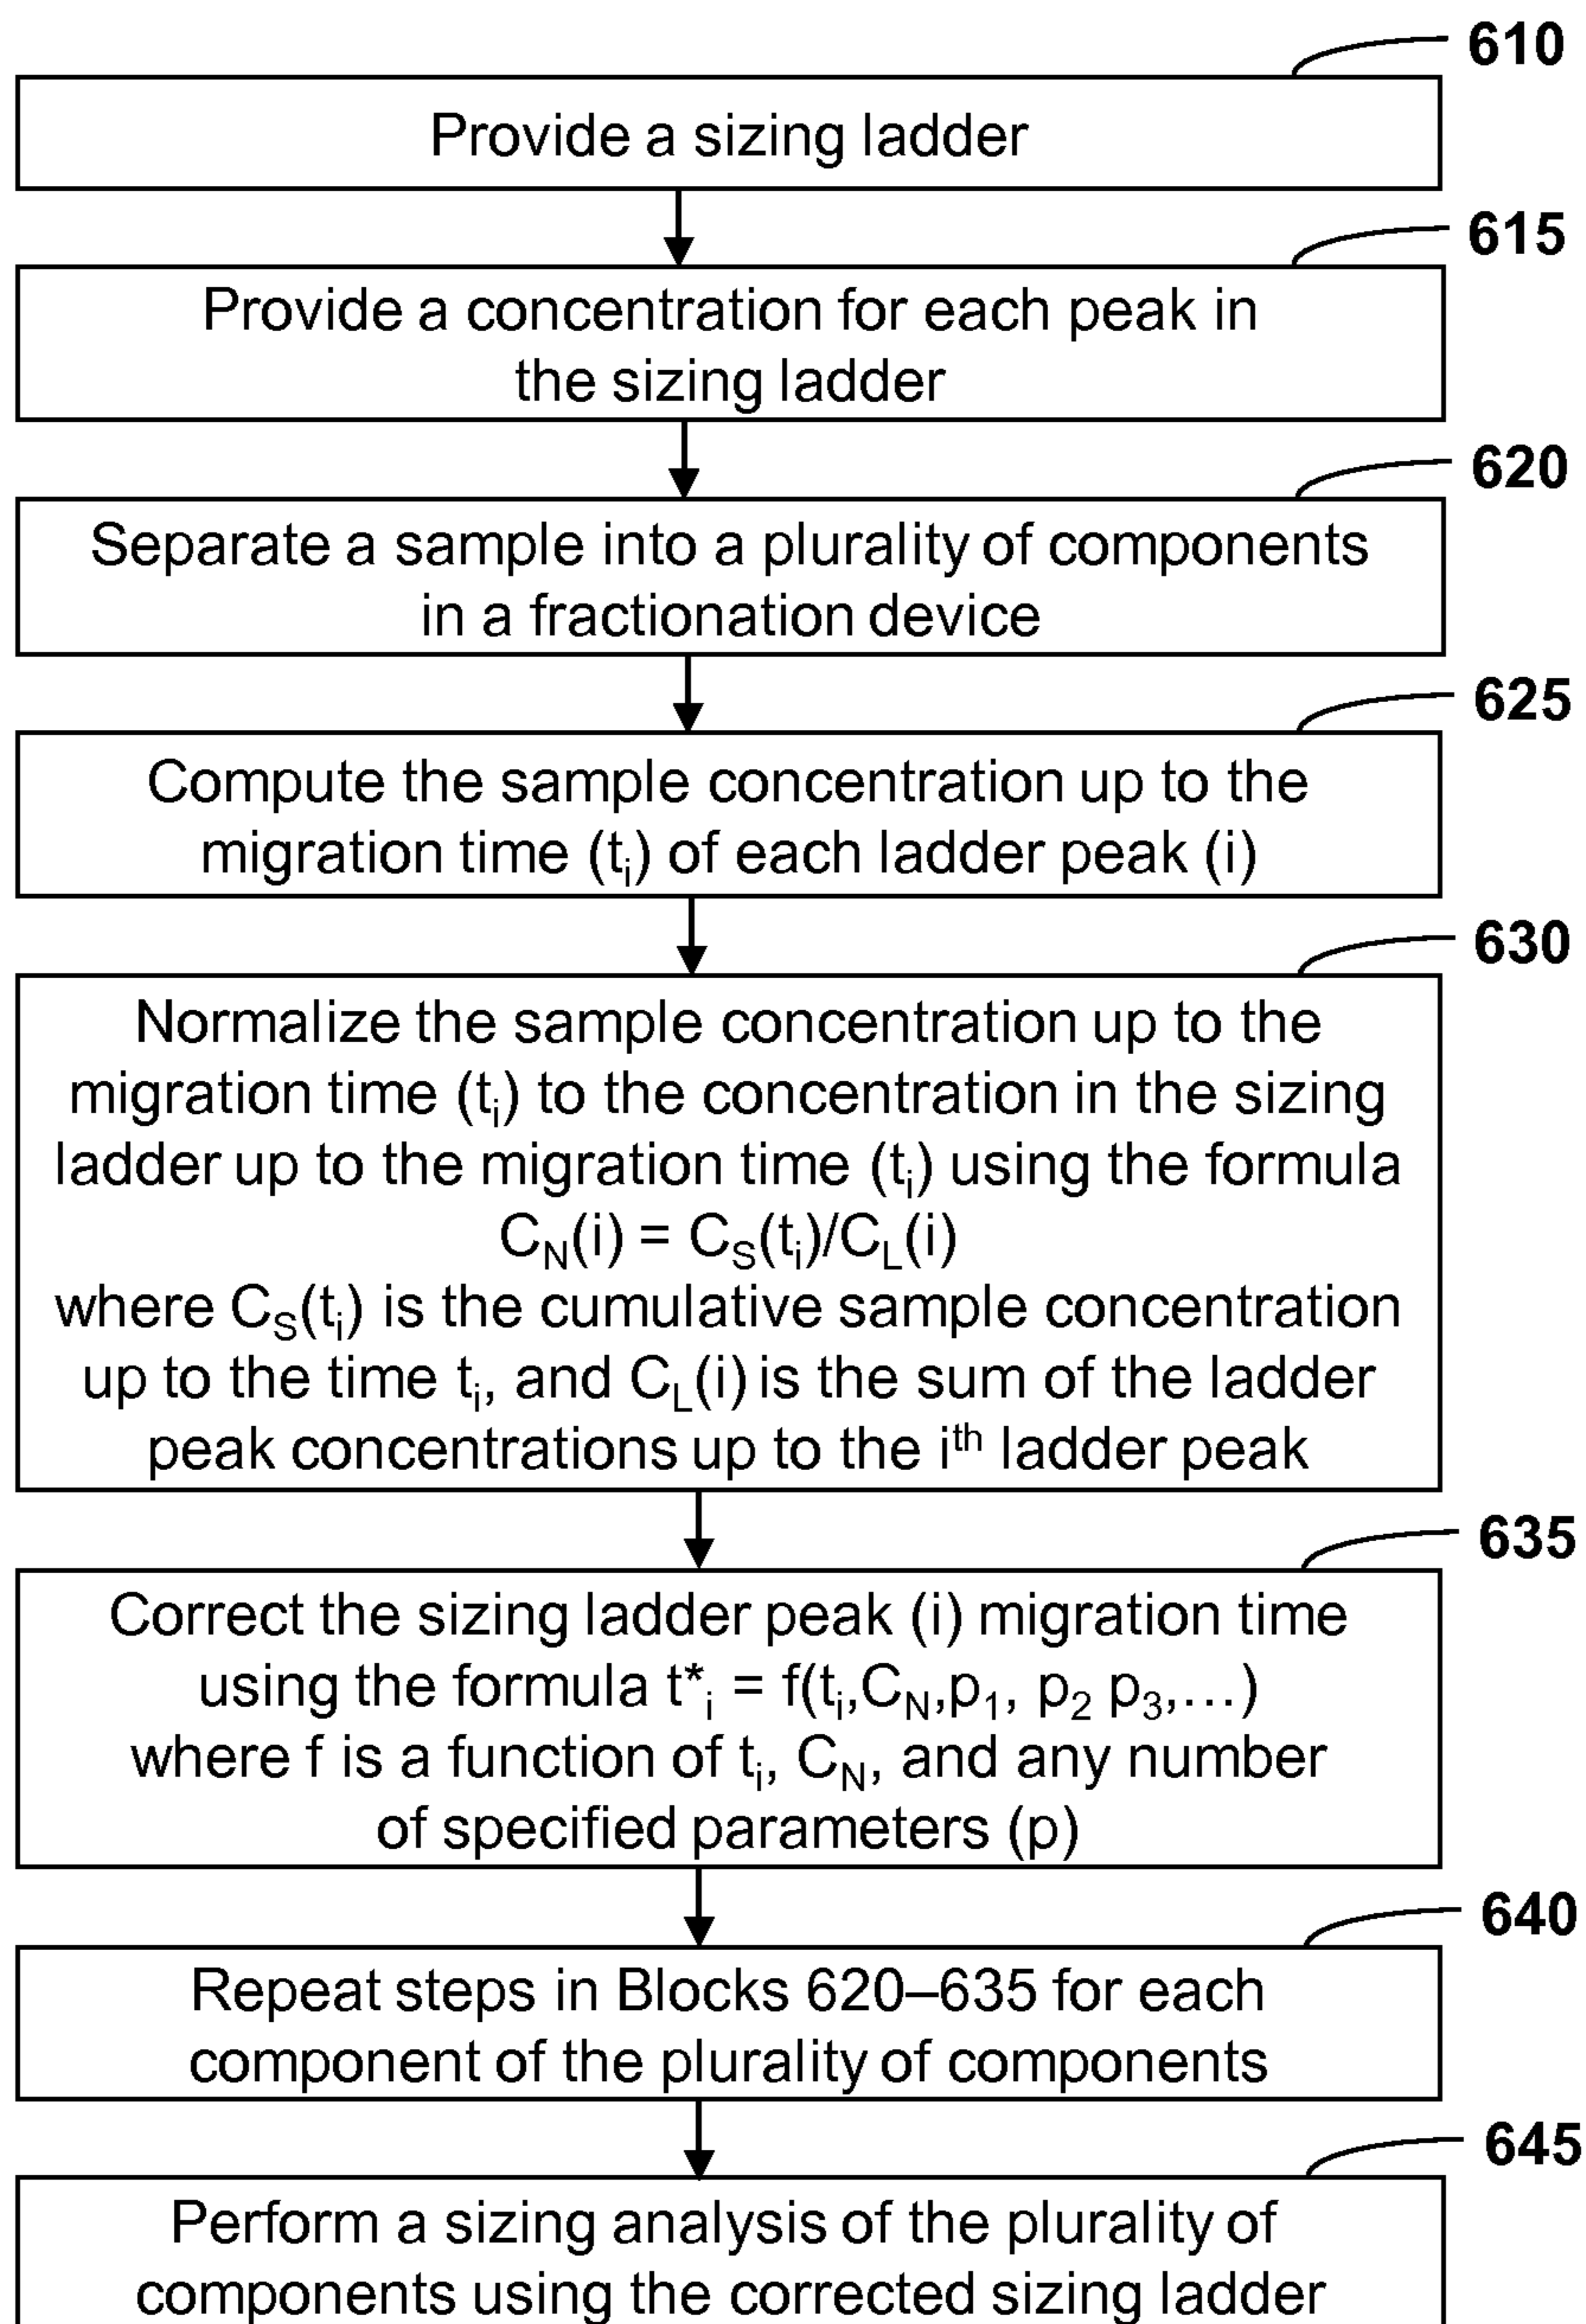 610
Provide a sizing ladder
615
Provide a concentration for each peak in
the sizing ladder
620
Separate a sample into a plurality of components
in a fractionation device
625
Compute the sample concentration up to the
migration time (tᵢ) of each ladder peak (i)
630
Normalize the sample concentration up to the
migration time (tᵢ) to the concentration in the sizing
ladder up to the migration time (tᵢ) using the formula
C_N(i) = C_S(tᵢ)/C_L(i)
where C_S(tᵢ) is the cumulative sample concentration
up to the time tᵢ, and C_L(i) is the sum of the ladder
peak concentrations up to the iᵗʰ ladder peak
635
Correct the sizing ladder peak (i) migration time
using the formula t*ᵢ = f(tᵢ,C_N,p₁, p₂ p₃,…)
where f is a function of tᵢ, C_N, and any number
of specified parameters (p)
640
Repeat steps in Blocks 620–635 for each
component of the plurality of components
645
Perform a sizing analysis of the plurality of
components using the corrected sizing ladder